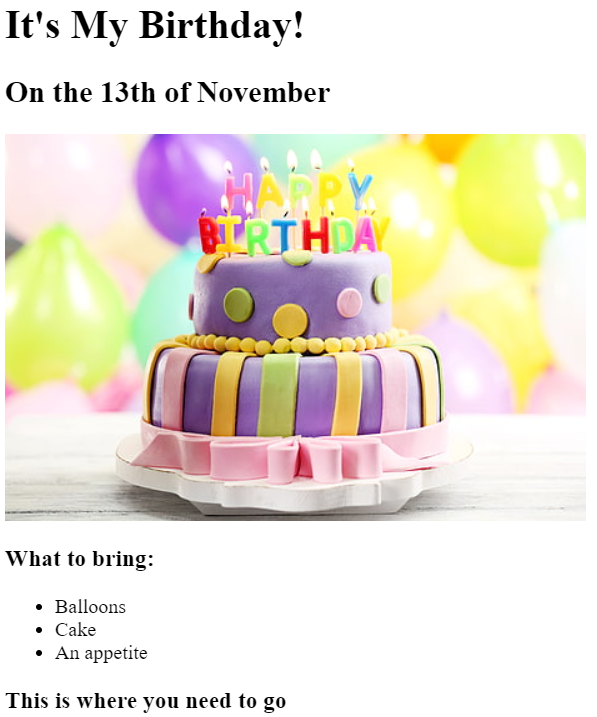 It's My Birthday!
On the 13th of November
HAPPY
BIRTHDAY
What to bring:
Balloons
Cake
An appetite
This is where you need to go